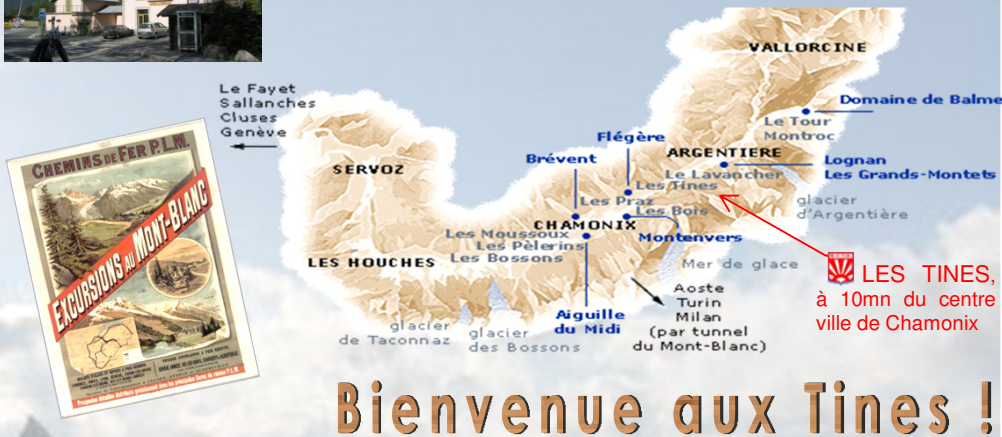 VALLORCINE
Le Fayet
Sallanches
Cluses
Genève
Domaine de Balme
Le Tour
Montroc
Flégère
Brévent
ARGENTIERE
Lognan
Les Grands-Montets
Le Lavancher
Les Tines
SERVOZ
Les Praz
Les Bois
glacier
d'Argentière
CHAMONIX
Montenvers
Les Moussoux
Les Pèlerins
Les Bossons
LES HOUCHES
Mer de glace
LES TINES,
à 10mn du centre
ville de Chamonix
Aoste
Turin
Milan
(par tunnel
du Mont-Blanc)
Aiguille
du Midi
glacier
de Taconnaz
glacier
des Bossons
CHEMINS DE FER P.L.M.
EXCURSIONS AU MONT-BLANC
Bienvenue aux Tines !